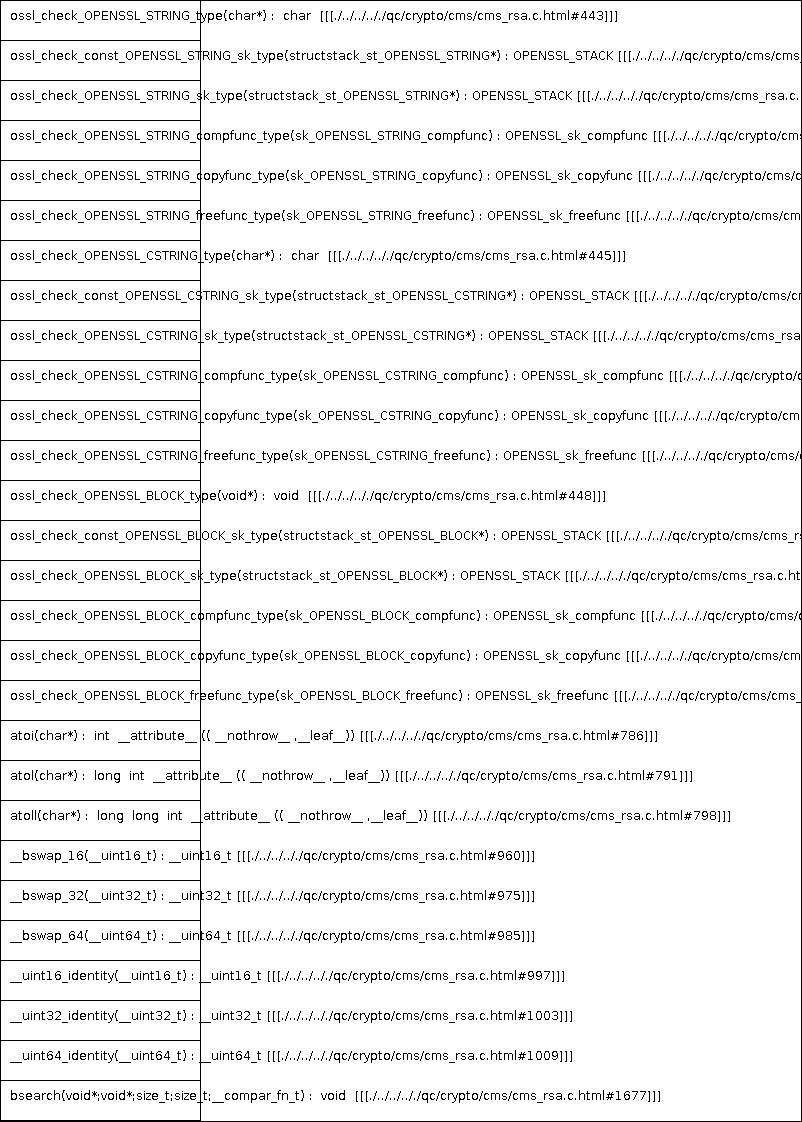 ossl_check_OPENSSL_STRING_type(char*) : char [[[./../../.././qc/crypto/cms/cms_rsa.c.html#443]]]
ossl_check_const_OPENSSL_STRING_sk_type(structstack_st_OPENSSL_STRING*) : OPENSSL_STACK [[[./../../.././qc/crypto/cms/cms_
ossl_check_OPENSSL_STRING_sk_type(structstack_st_OPENSSL_STRING*) : OPENSSL_STACK [[[./../../.././qc/crypto/cms/cms_rsa.c.
ossl_check_OPENSSL_STRING_compfunc_type(sk_OPENSSL_STRING_compfunc) : OPENSSL_sk_compfunc [[[./../../.././qc/crypto/cms
ossl_check_OPENSSL_STRING_copyfunc_type(sk_OPENSSL_STRING_copyfunc) : OPENSSL_sk_copyfunc [[[./../../.././qc/crypto/c
ossl_check_OPENSSL_STRING_freefunc_type(sk_OPENSSL_STRING_freefunc) : OPENSSL_sk_freefunc [[[./../../.././qc/crypto/cm
ossl_check_OPENSSL_CSTRING_type(char*) : char [[[./../../.././qc/crypto/cms/cms_rsa.c.html#445]]]
ossl_check_const_OPENSSL_CSTRING_sk_type(structstack_st_OPENSSL_CSTRING*) : OPENSSL_STACK [[[./../../.././qc/crypto/cr
ossl_check_OPENSSL_CSTRING_sk_type(structstack_st_OPENSSL_CSTRING*) : OPENSSL_STACK [[[./../../.././qc/crypto/cms/cms_rsa
ossl_check_OPENSSL_CSTRING_compfunc_type(sk_OPENSSL_CSTRING_compfunc) : OPENSSL_sk_compfunc [[[./../../.././qc/crypto/c
ossl_check_OPENSSL_CSTRING_copyfunc_type(sk_OPENSSL_CSTRING_copyfunc) : OPENSSL_sk_copyfunc [[[./../../.././qc/crypto/cm
ossl_check_OPENSSL_CSTRING_freefunc_type(sk_OPENSSL_CSTRING_freefunc) : OPENSSL_sk_freefunc [[[./../../.././qc/crypto/cms/
ossl_check_OPENSSL_BLOCK_type(void*) : void [[[./../../.././qc/crypto/cms/cms_rsa.c.html#448]]]
ossl_check_const_OPENSSL_BLOCK_sk_type(structstack_st_OPENSSL_BLOCK*) : OPENSSL_STACK [[[./../../.././qc/crypto/cms/cms_rs
ossl_check_OPENSSL_BLOCK_sk_type(structstack_st_OPENSSL_BLOCK*) : OPENSSL_STACK [[[./../../.././qc/crypto/cms/cms_rsa.c.ht
ossl_check_OPENSSL_BLOCK_compfunc_type(sk_OPENSSL_BLOCK_compfunc) : OPENSSL_sk_compfunc [[[./../../.././qc/crypto/c
ossl_check_OPENSSL_BLOCK_copyfunc_type(sk_OPENSSL_BLOCK_copyfunc) : OPENSSL_sk_copyfunc [[[./../../.././qc/crypto/cm
ossl_check_OPENSSL_BLOCK_freefunc_type(sk_OPENSSL_BLOCK_freefunc) : OPENSSL_sk_freefunc [[[./../../.././qc/crypto/cms_
atoi(char*) : int __attribute__ (( __nothrow__ ,__leaf__)) [[[./../../.././qc/crypto/cms/cms_rsa.c.html#786]]]
atol(char*) : long int __attribute__ (( __nothrow__ ,__leaf__)) [[[./../../.././qc/crypto/cms/cms_rsa.c.html#791]]]
atoll(char*) : long long int __attribute__ (( __nothrow__ ,__leaf__)) [[[./../../.././qc/crypto/cms/cms_rsa.c.html#798]]]
__bswap_16(__uint16_t) : __uint16_t [[[./../../.././qc/crypto/cms/cms_rsa.c.html#960]]]
__bswap_32(__uint32_t) : __uint32_t [[[./../../.././qc/crypto/cms/cms_rsa.c.html#975]]]
__bswap_64(__uint64_t) : __uint64_t [[[./../../.././qc/crypto/cms/cms_rsa.c.html#985]]]
__uint16_identity(__uint16_t) : __uint16_t [[[./../../.././qc/crypto/cms/cms_rsa.c.html#997]]]
__uint32_identity(__uint32_t) : __uint32_t [[[./../../.././qc/crypto/cms/cms_rsa.c.html#1003]]]
__uint64_identity(__uint64_t) : __uint64_t [[[./../../.././qc/crypto/cms/cms_rsa.c.html#1009]]]
bsearch(void*;void*;size_t;size_t;__compar_fn_t) : void [[[./../../.././qc/crypto/cms/cms_rsa.c.html#1677]]]